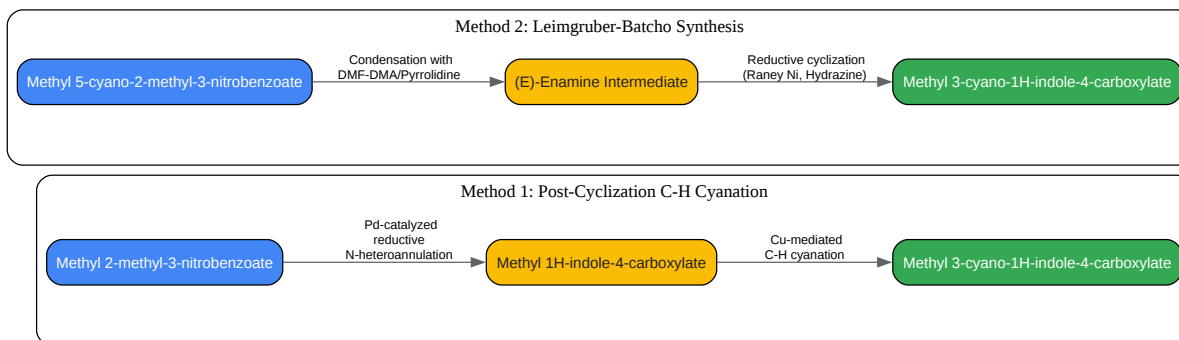 Method 2: Leimgruber-Batcho Synthesis
Condensation with
DMF-DMA/Pyrrolidine
Reductive cyclization
(Raney Ni, Hydrazine)
Methyl 5-cyano-2-methyl-3-nitrobenzoate
(E)-Enamine Intermediate
Methyl 3-cyano-1H-indole-4-carboxylate
Method 1: Post-Cyclization C-H Cyanation
Pd-catalyzed
reductive
N-heteroannulation
Cu-mediated
C-H cyanation
Methyl 2-methyl-3-nitrobenzoate
Methyl 1H-indole-4-carboxylate
Methyl 3-cyano-1H-indole-4-carboxylate